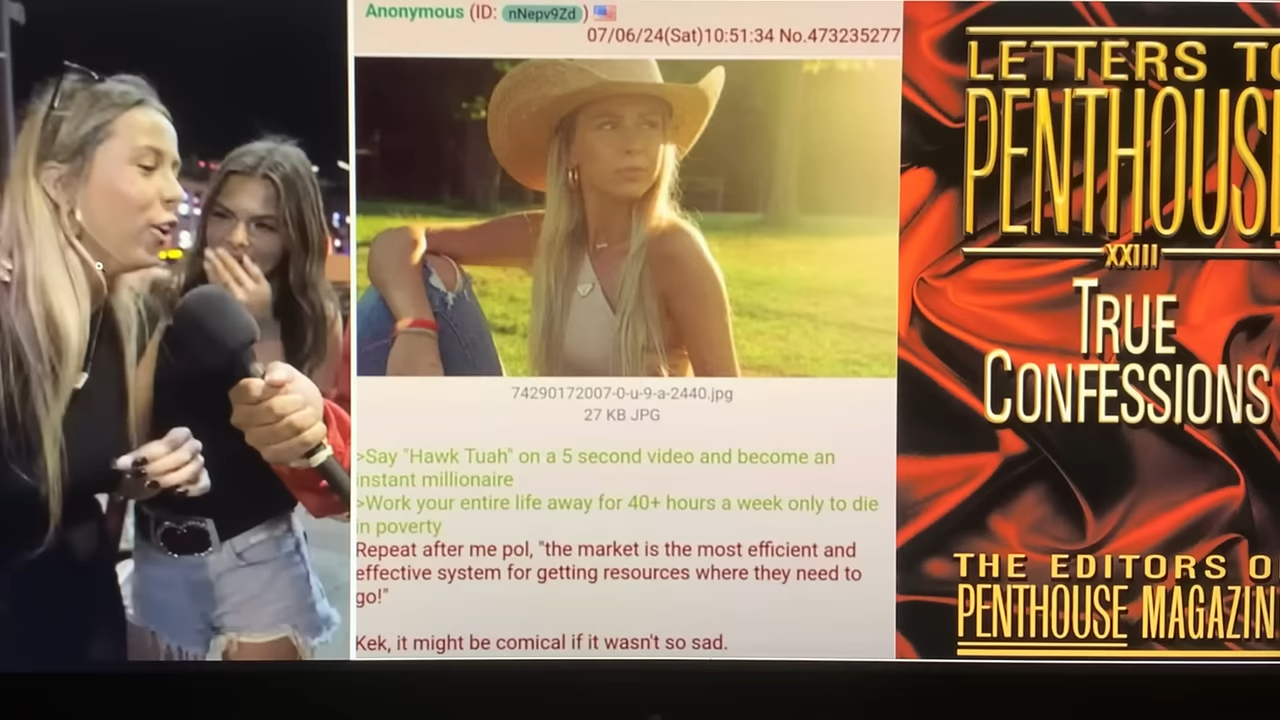 Anonymous (ID: nNepv9Zd)
07/06/24(Sat)10:51:34 No.473235277
74290172007-0-u-9-a-2440.jpg
27 KB JPG
>Say "Hawk Tuah" on a 5 second video and become an
instant millionaire
>Work your entire life away for 40+ hours a week only to die
in poverty
Repeat after me pol, "the market is the most efficient and
effective system for getting resources where they need to
go!"
Kek, it might be comical if it wasn't so sad.
LETTERS TO
PENTHOUSE
XXIII
TRUE
CONFESSIONS
THE EDITORS O
PENTHOUSE MAGAZIN